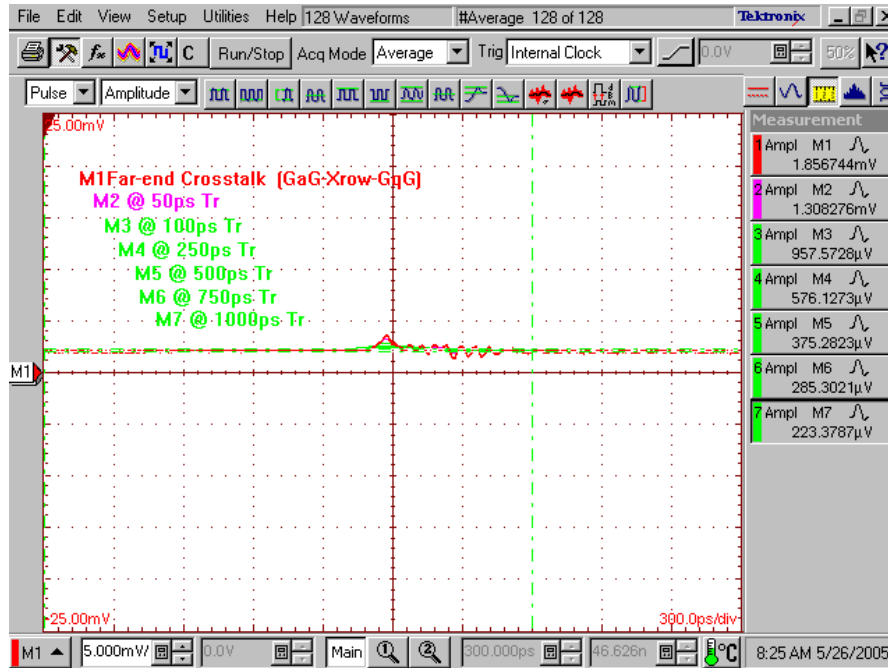 File Edit View Setup Utilities Help 128 Waveforms #Average 128 of 128 Tektronix
C Run/Stop Acq Mode Average Trig Internal Clock 0.0V 50%
Pulse Amplitude
25.00mV
M1Far-end Crosstalk (GaG-Xrow-GqG)
M2 @ 50ps Tr
M3 @ 100ps Tr
M4 @ 250ps Tr
M5 @ 500ps Tr
M6 @ 750ps Tr
M7 @ 1000ps Tr
M1
-25.00mV
300.0ps/div
Measurement
1 Ampl M1
1.856744mV
2 Ampl M2
1.308276mV
3 Ampl M3
957.5728µV
4 Ampl M4
576.1273µV
5 Ampl M5
375.2823µV
6 Ampl M6
285.3021µV
7 Ampl M7
223.3787µV
M1 5.000mV/ 0.0V Main 1 2 300.000ps 46.626n °C 8:25 AM 5/26/2005